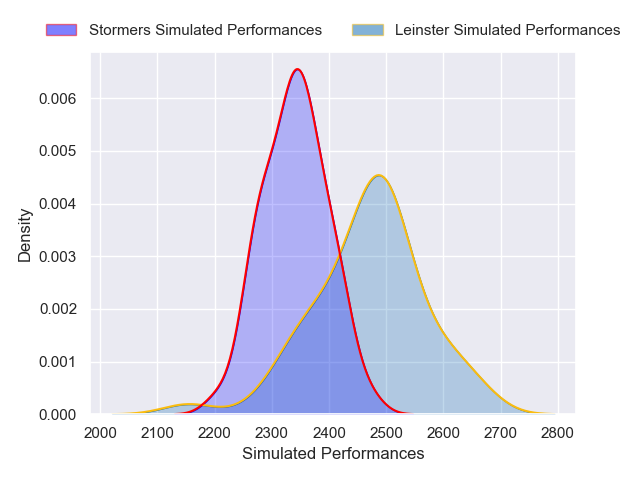 Stormers Simulated Performances Leinster Simulated Performances
0.006
0.005
0.004
0.003
0.002
0.001
0.000
Density
2000 2100 2200 2300 2400 2500 2600 2700 2800
Simulated Performances